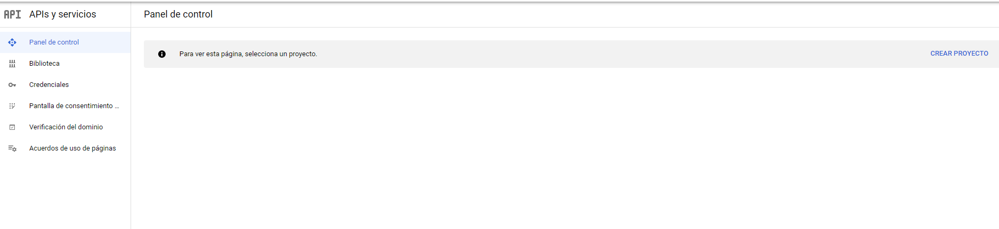 API APIs y servicios
Panel de control
Panel de control
Biblioteca
Credenciales
Pantalla de consentimiento ...
Verificación del dominio
Acuerdos de uso de páginas
Para ver esta página, selecciona un proyecto.
CREAR PROYECTO